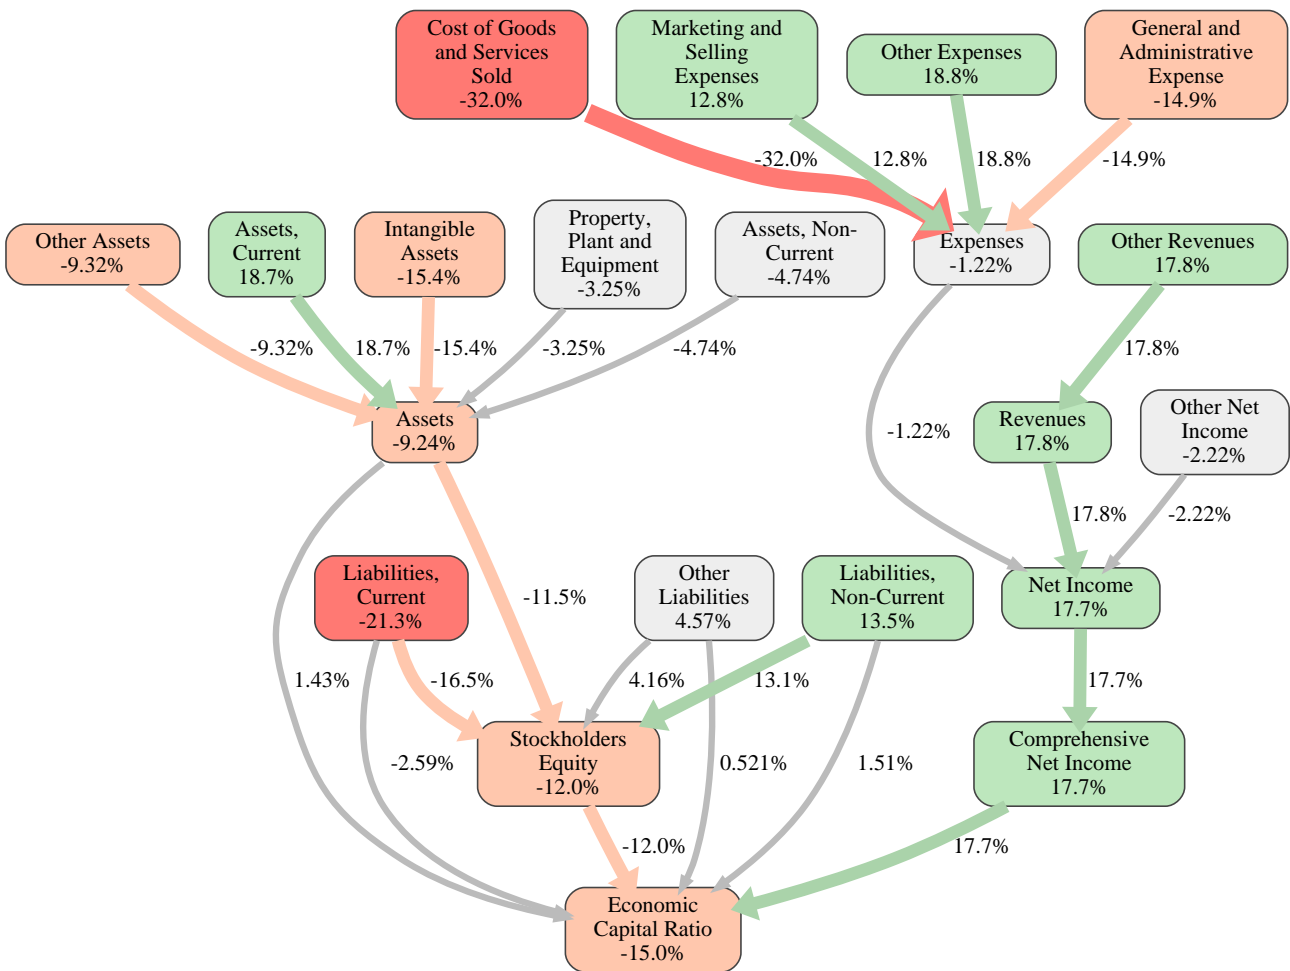 Cost of Goods
and Services
Sold
-32.0%
Marketing and
Selling
Expenses
12.8%
Other Expenses
18.8%
General and
Administrative
Expense
-14.9%
-32.0%
12.8%
18.8%
-14.9%
Other Assets
-9.32%
Assets,
Current
18.7%
Intangible
Assets
-15.4%
Property,
Plant and
Equipment
-3.25%
Assets, Non-
Current
-4.74%
Expenses
-1.22%
Other Revenues
17.8%
-9.32%
18.7%
-15.4%
-3.25%
-4.74%
17.8%
Assets
-9.24%
-1.22%
Revenues
17.8%
Other Net
Income
-2.22%
17.8%
-2.22%
Liabilities,
Current
-21.3%
-11.5%
Other
Liabilities
4.57%
Liabilities,
Non-Current
13.5%
Net Income
17.7%
1.43%
-16.5%
4.16%
13.1%
17.7%
Stockholders
Equity
-12.0%
-2.59%
0.521%
1.51%
Comprehensive
Net Income
17.7%
-12.0%
17.7%
Economic
Capital Ratio
-15.0%